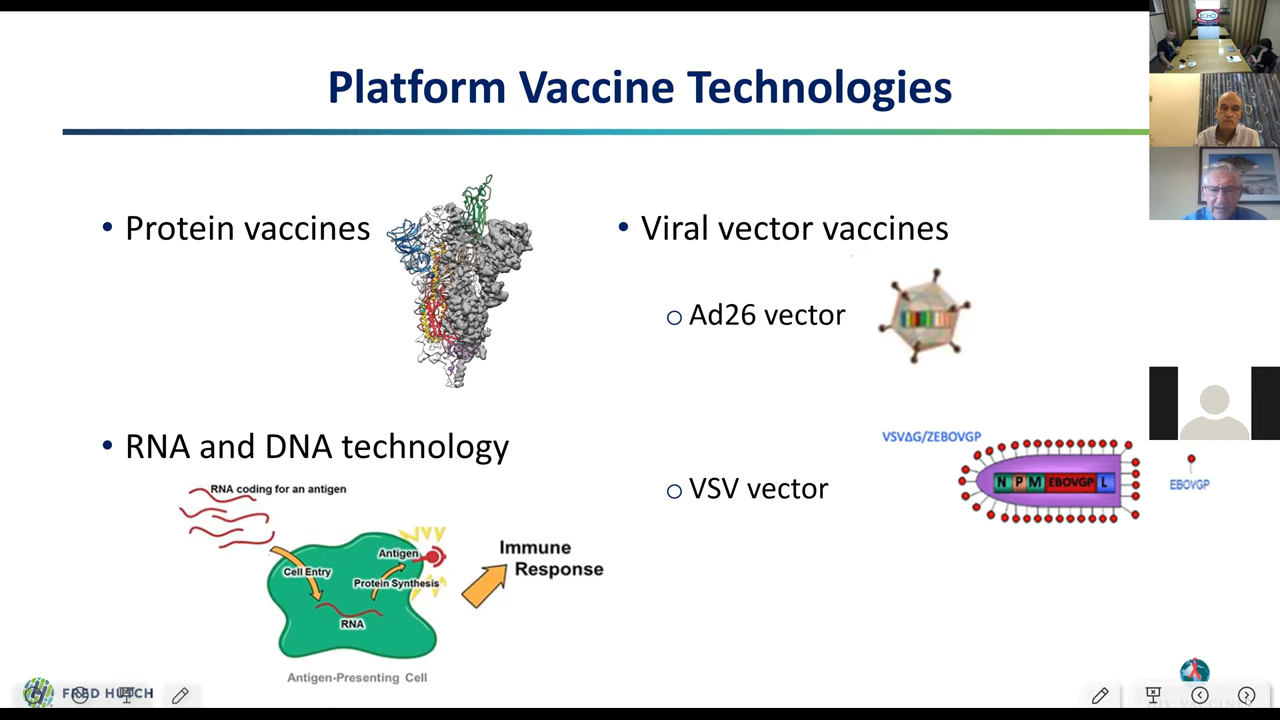 Platform Vaccine Technologies
• Protein vaccines
• RNA and DNA technology
RNA coding for an antigen
Cell Entry
Antigen
Protein Synthesis
RNA
Immune
Response
Antigen-Presenting Cell
• Viral vector vaccines
o Ad26 vector
o VSV vector
VSVΔG/ZEBOVGP
N P M EBOVGP L
EBOVGP
FRED HUTCH
ECHO